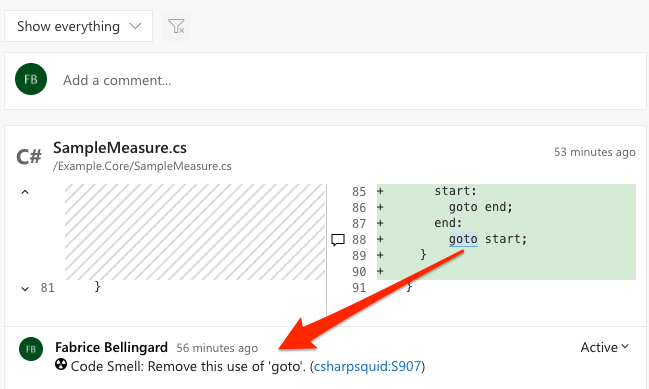 Show everything
FB
Add a comment...
C#
SampleMeasure.cs
/Example.Core/SampleMeasure.cs
53 minutes ago
85 + start:
86 + goto end;
87 + end:
88 + goto start;
89 + }
90 +
81 } 91 }
FB
Fabrice Bellingard 56 minutes ago
Active
Code Smell: Remove this use of 'goto'. (csharpsquid:S907)